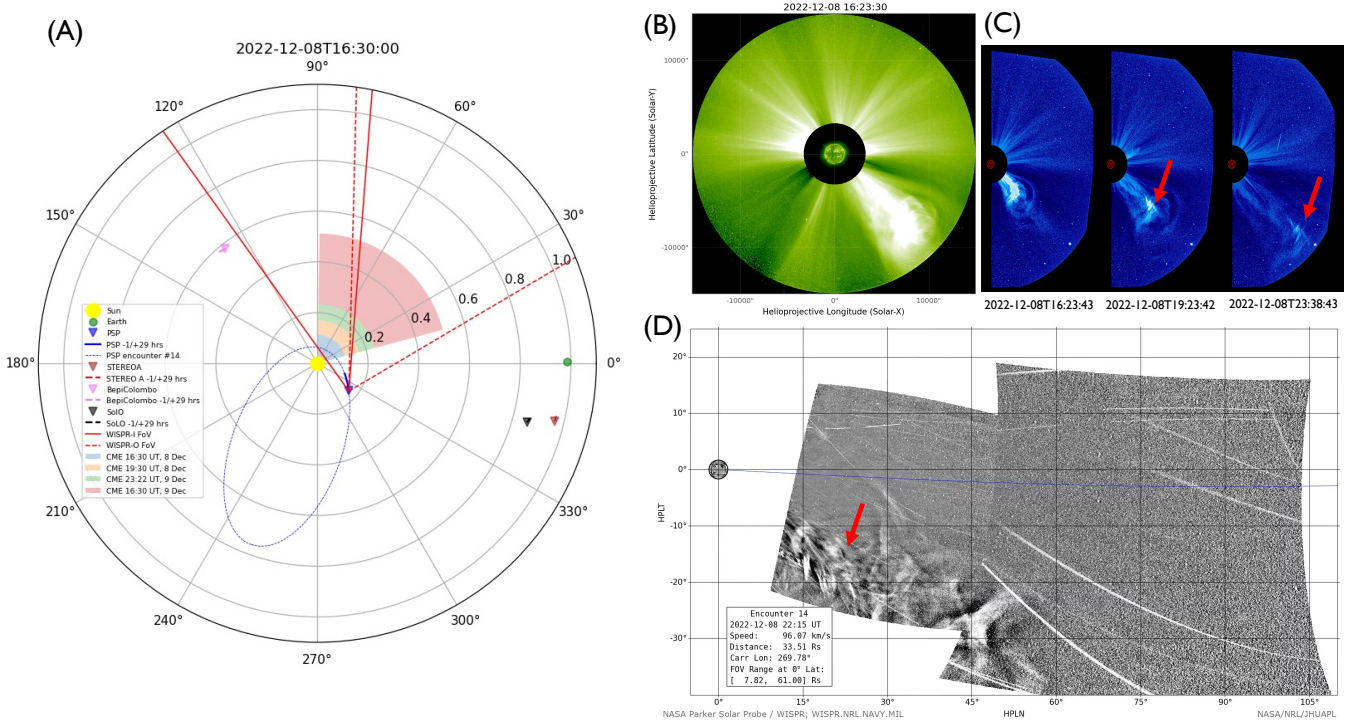 (A)
2022-12-08T16:30:00
90°
120°
60°
150°
30°
1.0
0.8
0.6
0.4
0.2
180°
0°
210°
330°
240°
300°
270°
Sun
Earth
PSP
PSP -1/+29 hrs
PSP encounter #14
STEREOA
STEREO A -1/+29 hrs
BepiColombo
BepiColombo -1/+29 hrs
SolO
SoLO -1/+29 hrs
WISPR-I FoV
WISPR-O FoV
CME 16:30 UT, 8 Dec
CME 19:30 UT, 8 Dec
CME 23:22 UT, 9 Dec
CME 16:30 UT, 9 Dec
(B)
2022-12-08 16:23:30
10000"
0"
-10000"
Helioprojective Latitude (Solar-Y)
-10000"
0"
10000"
Helioprojective Longitude (Solar-X)
(C)
2022-12-08T16:23:43
2022-12-08T19:23:42
2022-12-08T23:38:43
(D)
20°
10°
0°
-10°
-20°
-30°
HPLT
Encounter 14
2022-12-08 22:15 UT
Speed: 96.07 km/s
Distance: 33.51 Rs
Carr Lon: 269.78°
FOV Range at 0° Lat:
[ 7.82, 61.00] Rs
0°
15°
30°
45°
60°
75°
90°
105°
NASA Parker Solar Probe / WISPR; WISPR.NRL.NAVY.MIL
HPLN
NASA/NRL/JHUAPL